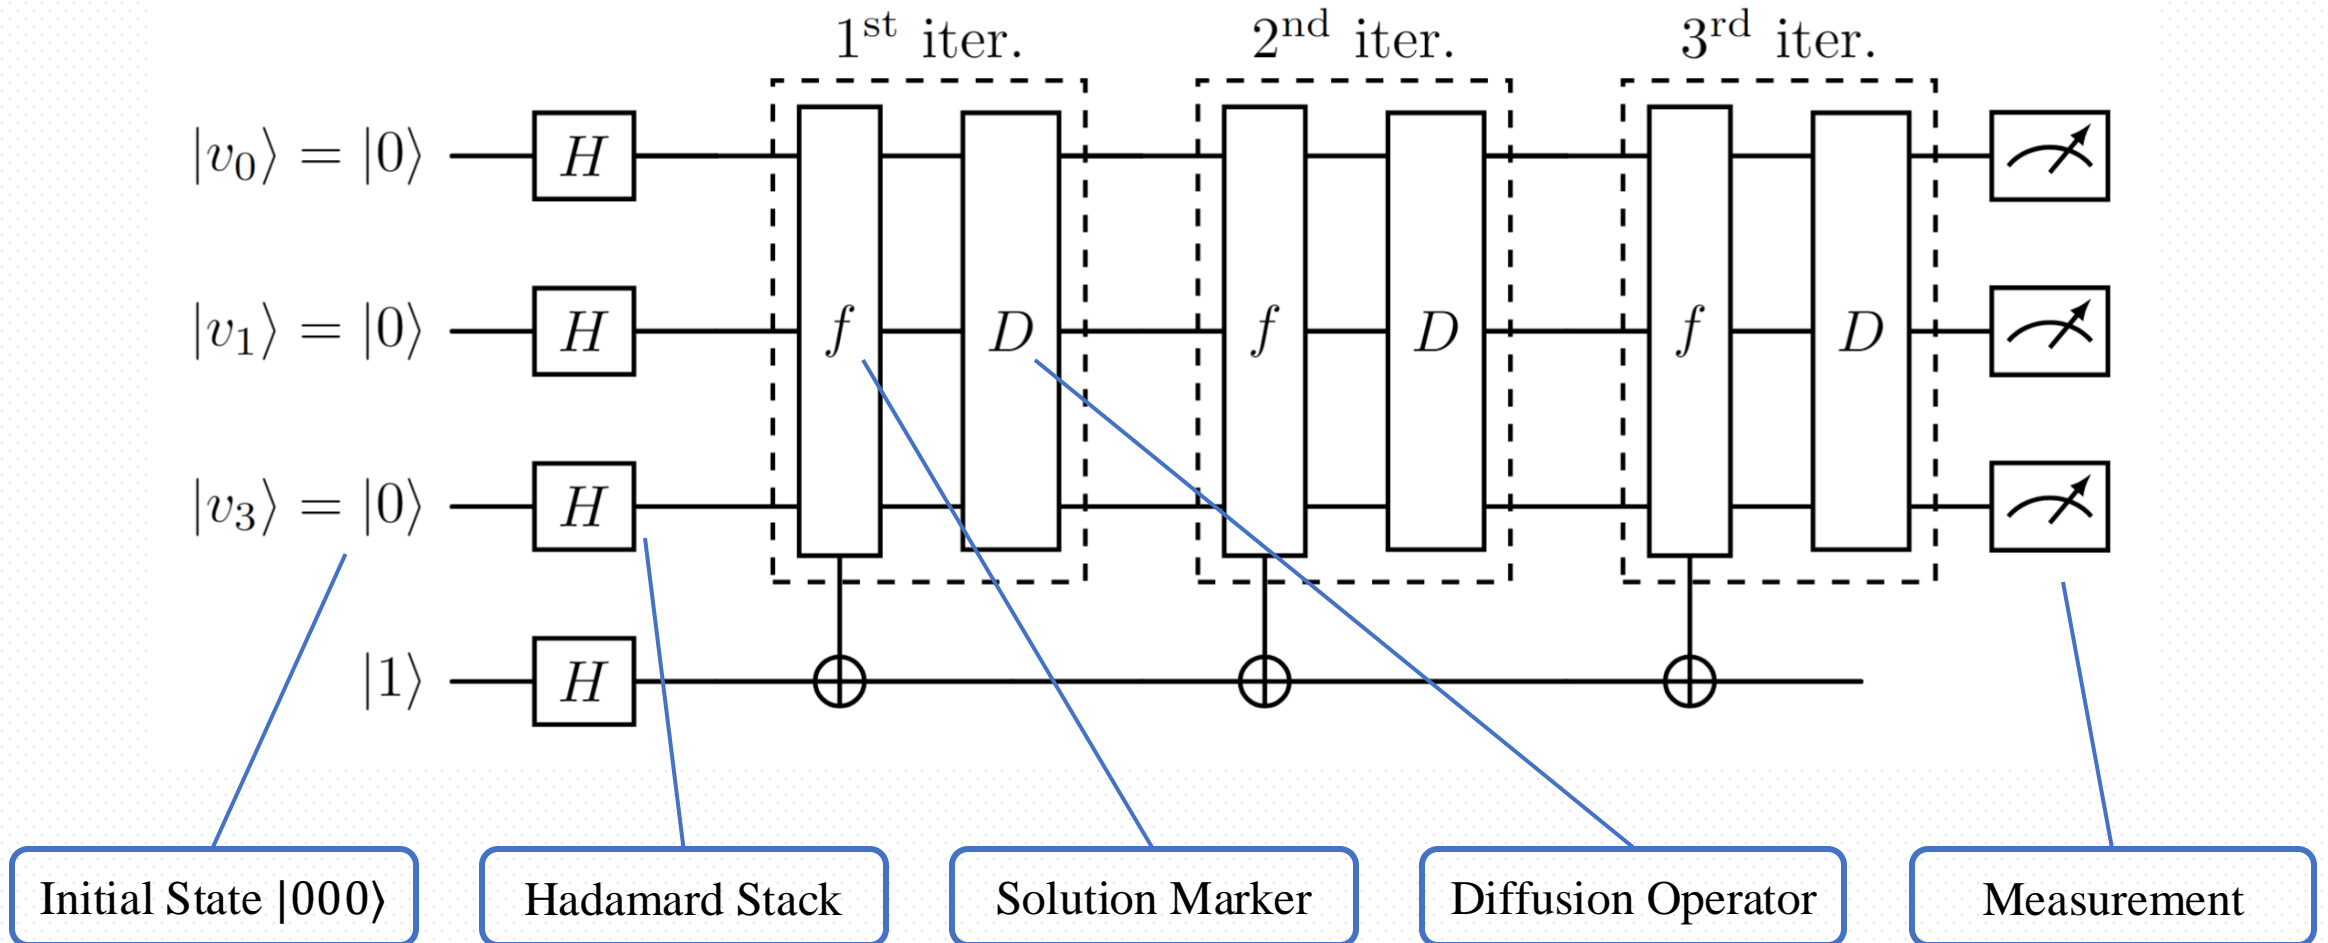 1st iter. 2nd iter. 3rd iter.
|v0⟩ = |0⟩ H
|v1⟩ = |0⟩ H f D f D f D
|v3⟩ = |0⟩ H
|1⟩ H
Initial State |000⟩
Hadamard Stack
Solution Marker
Diffusion Operator
Measurement